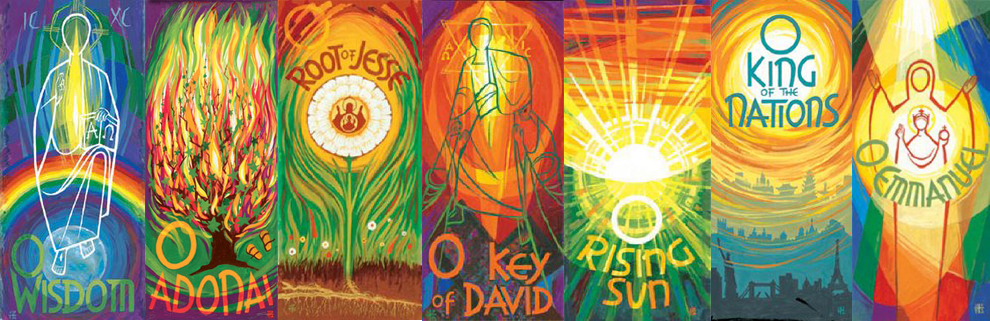 IC XC
Α Ω
O
WISDOM
O
ADONAI
O
ROOT OF JESSE
O KEY
OF DAVID
O
RISING
SUN
O
KING
OF THE
NATIONS
O EMMANUEL